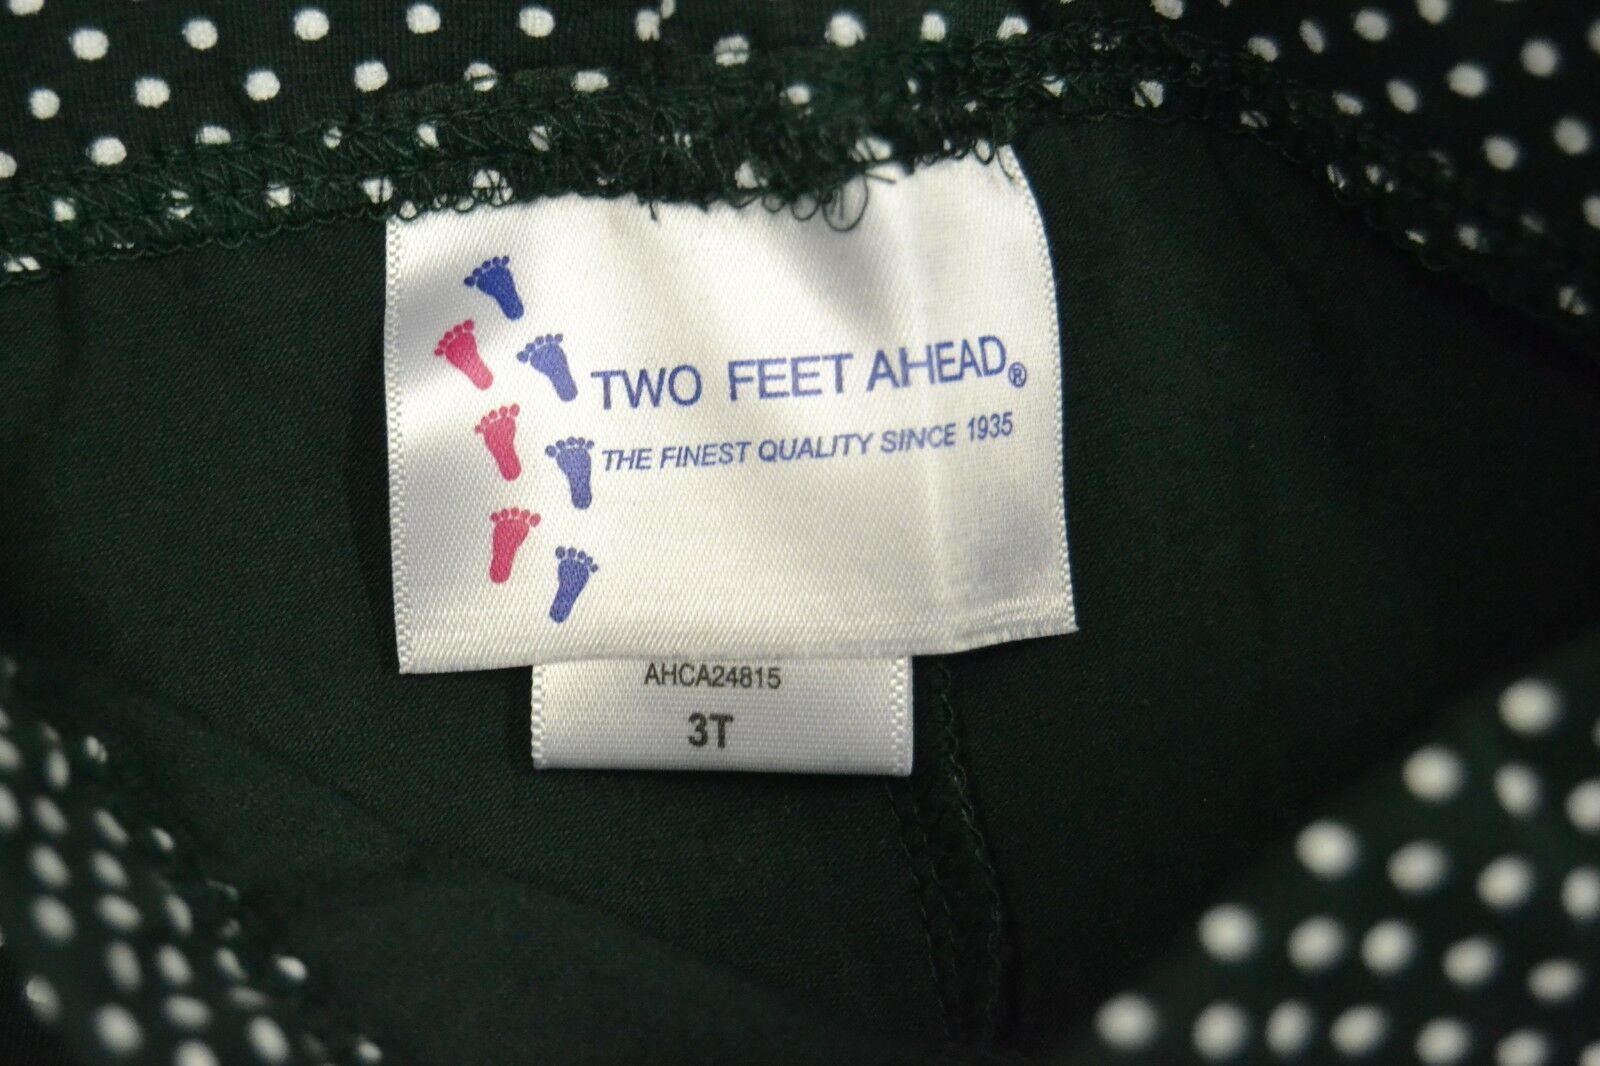 TWO FEET AHEAD®
THE FINEST QUALITY SINCE 1935
AHCA24815
3T